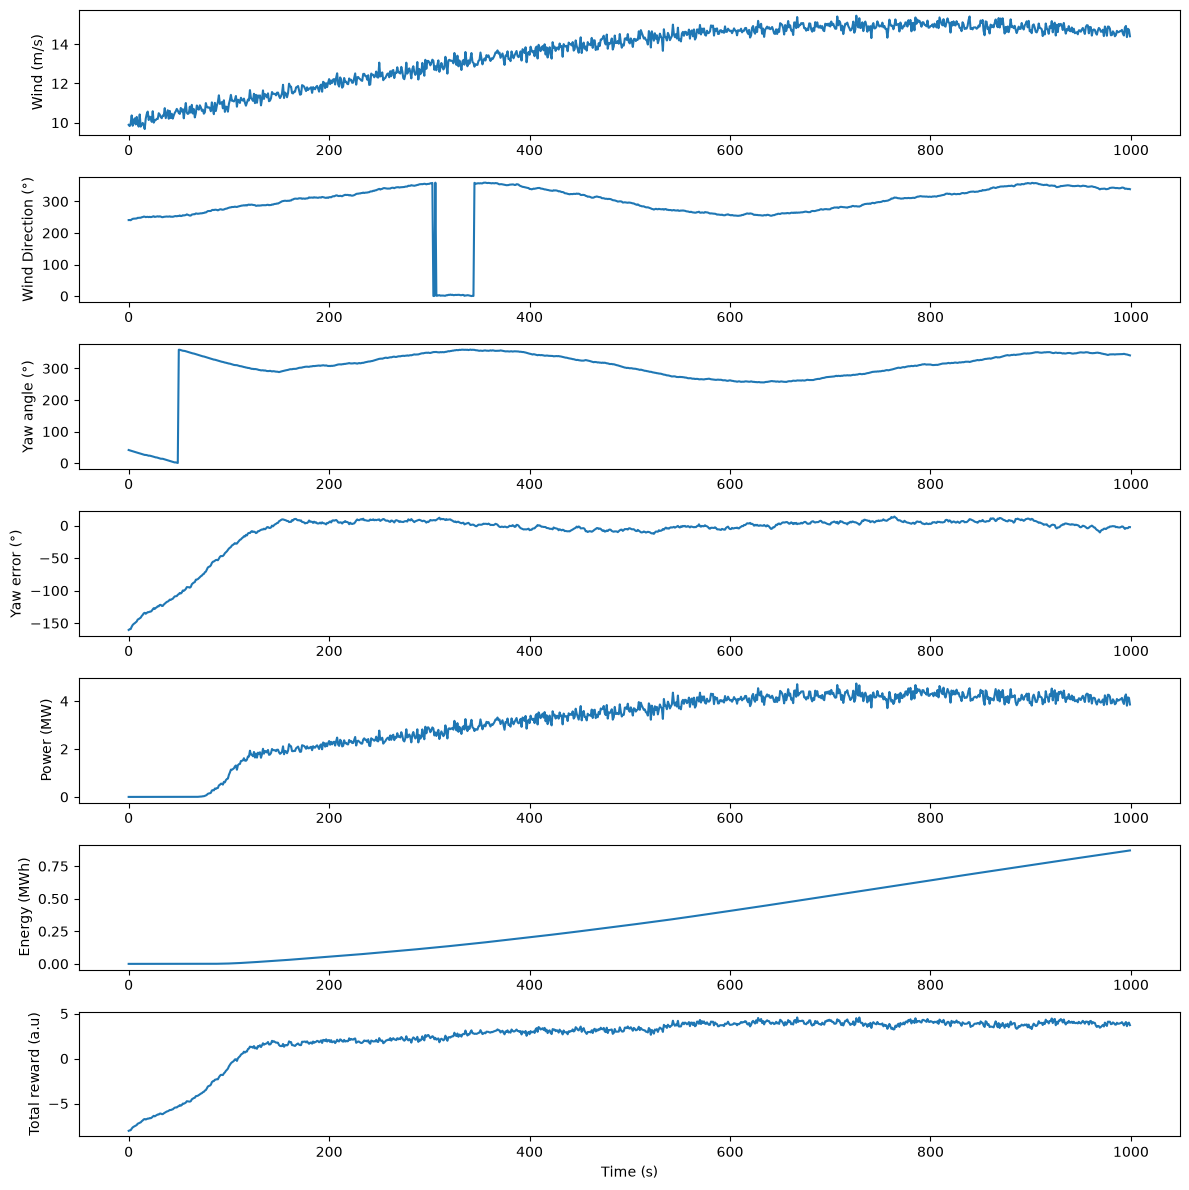 Wind (m/s)
14
12
10
0 200 400 600 800 1000
Wind Direction (°)
300
200
100
0
0 200 400 600 800 1000
Yaw angle (°)
300
200
100
0
0 200 400 600 800 1000
Yaw error (°)
0
−50
−100
−150
0 200 400 600 800 1000
Power (MW)
4
2
0
0 200 400 600 800 1000
Energy (MWh)
0.75
0.50
0.25
0.00
0 200 400 600 800 1000
Total reward (a.u)
5
0
−5
0 200 400 600 800 1000
Time (s)